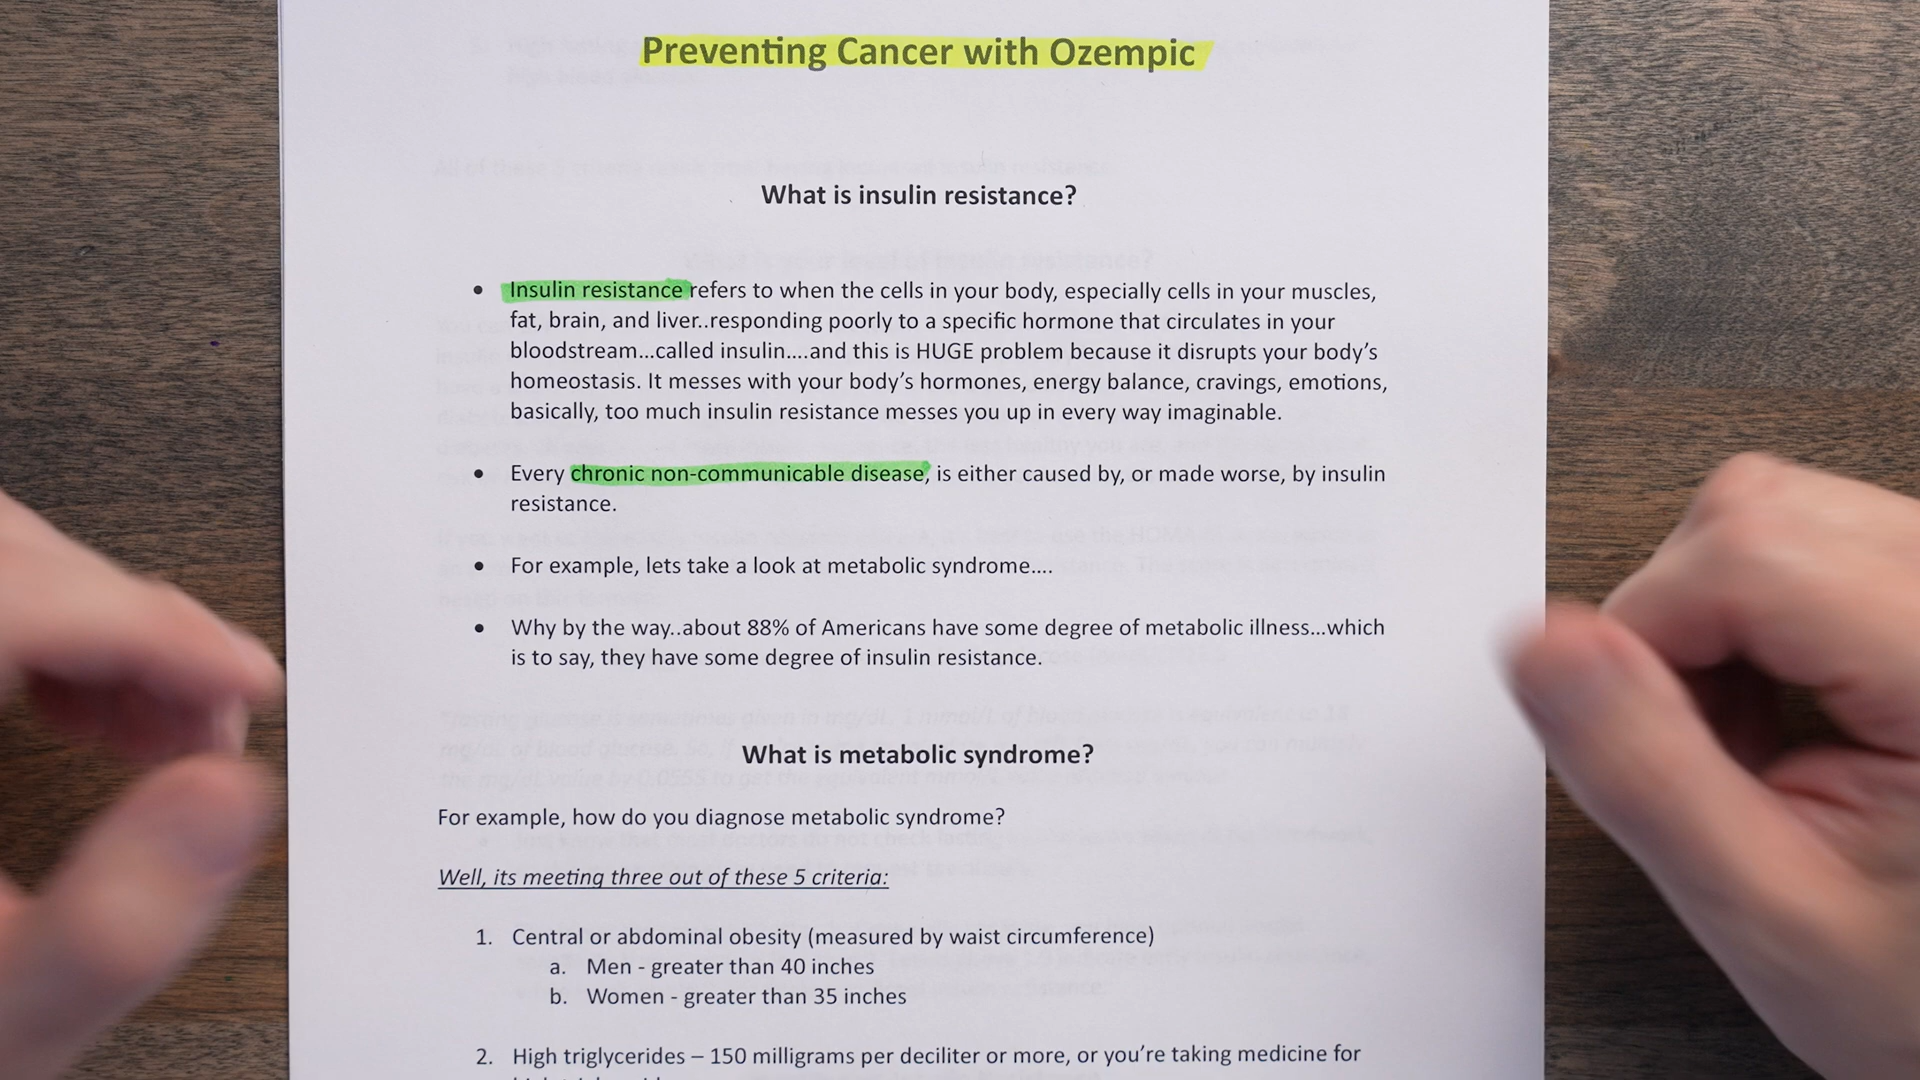 Preventing Cancer with Ozempic
What is insulin resistance?
• Insulin resistance refers to when the cells in your body, especially cells in your muscles,
fat, brain, and liver..responding poorly to a specific hormone that circulates in your
bloodstream...called insulin....and this is HUGE problem because it disrupts your body's
homeostasis. It messes with your body's hormones, energy balance, cravings, emotions,
basically, too much insulin resistance messes you up in every way imaginable.
• Every chronic non-communicable disease, is either caused by, or made worse, by insulin
resistance.
• For example, lets take a look at metabolic syndrome....
• Why by the way..about 88% of Americans have some degree of metabolic illness...which
is to say, they have some degree of insulin resistance.
What is metabolic syndrome?
For example, how do you diagnose metabolic syndrome?
Well, its meeting three out of these 5 criteria:
1. Central or abdominal obesity (measured by waist circumference)
a. Men - greater than 40 inches
b. Women - greater than 35 inches
2. High triglycerides – 150 milligrams per deciliter or more, or you're taking medicine for